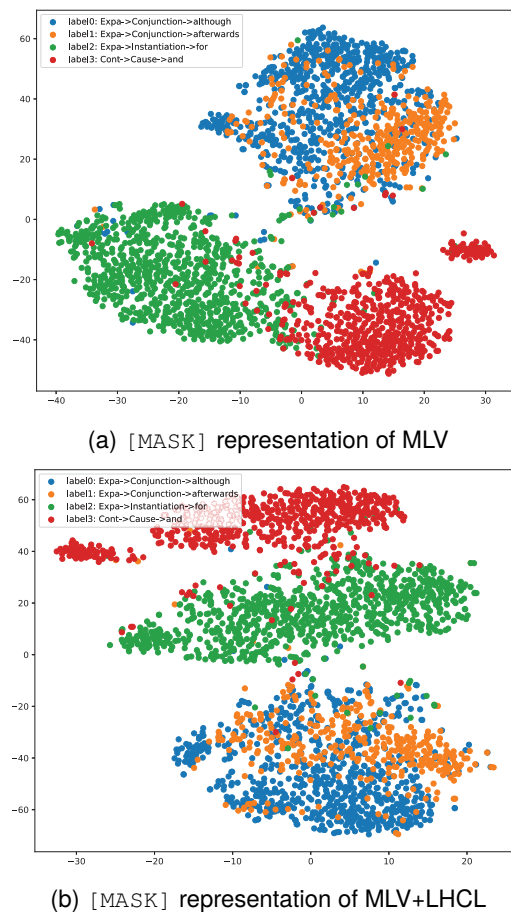 label0: Expa->Conjunction->although
label1: Expa->Conjunction->afterwards
label2: Expa->Instantiation->for
label3: Cont->Cause->and
60
40
20
0
−20
−40
−40 −30 −20 −10 0 10 20 30
(a) [MASK] representation of MLV
label0: Expa->Conjunction->although
label1: Expa->Conjunction->afterwards
label2: Expa->Instantiation->for
label3: Cont->Cause->and
60
40
20
0
−20
−40
−60
−30 −20 −10 0 10 20
(b) [MASK] representation of MLV+LHCL